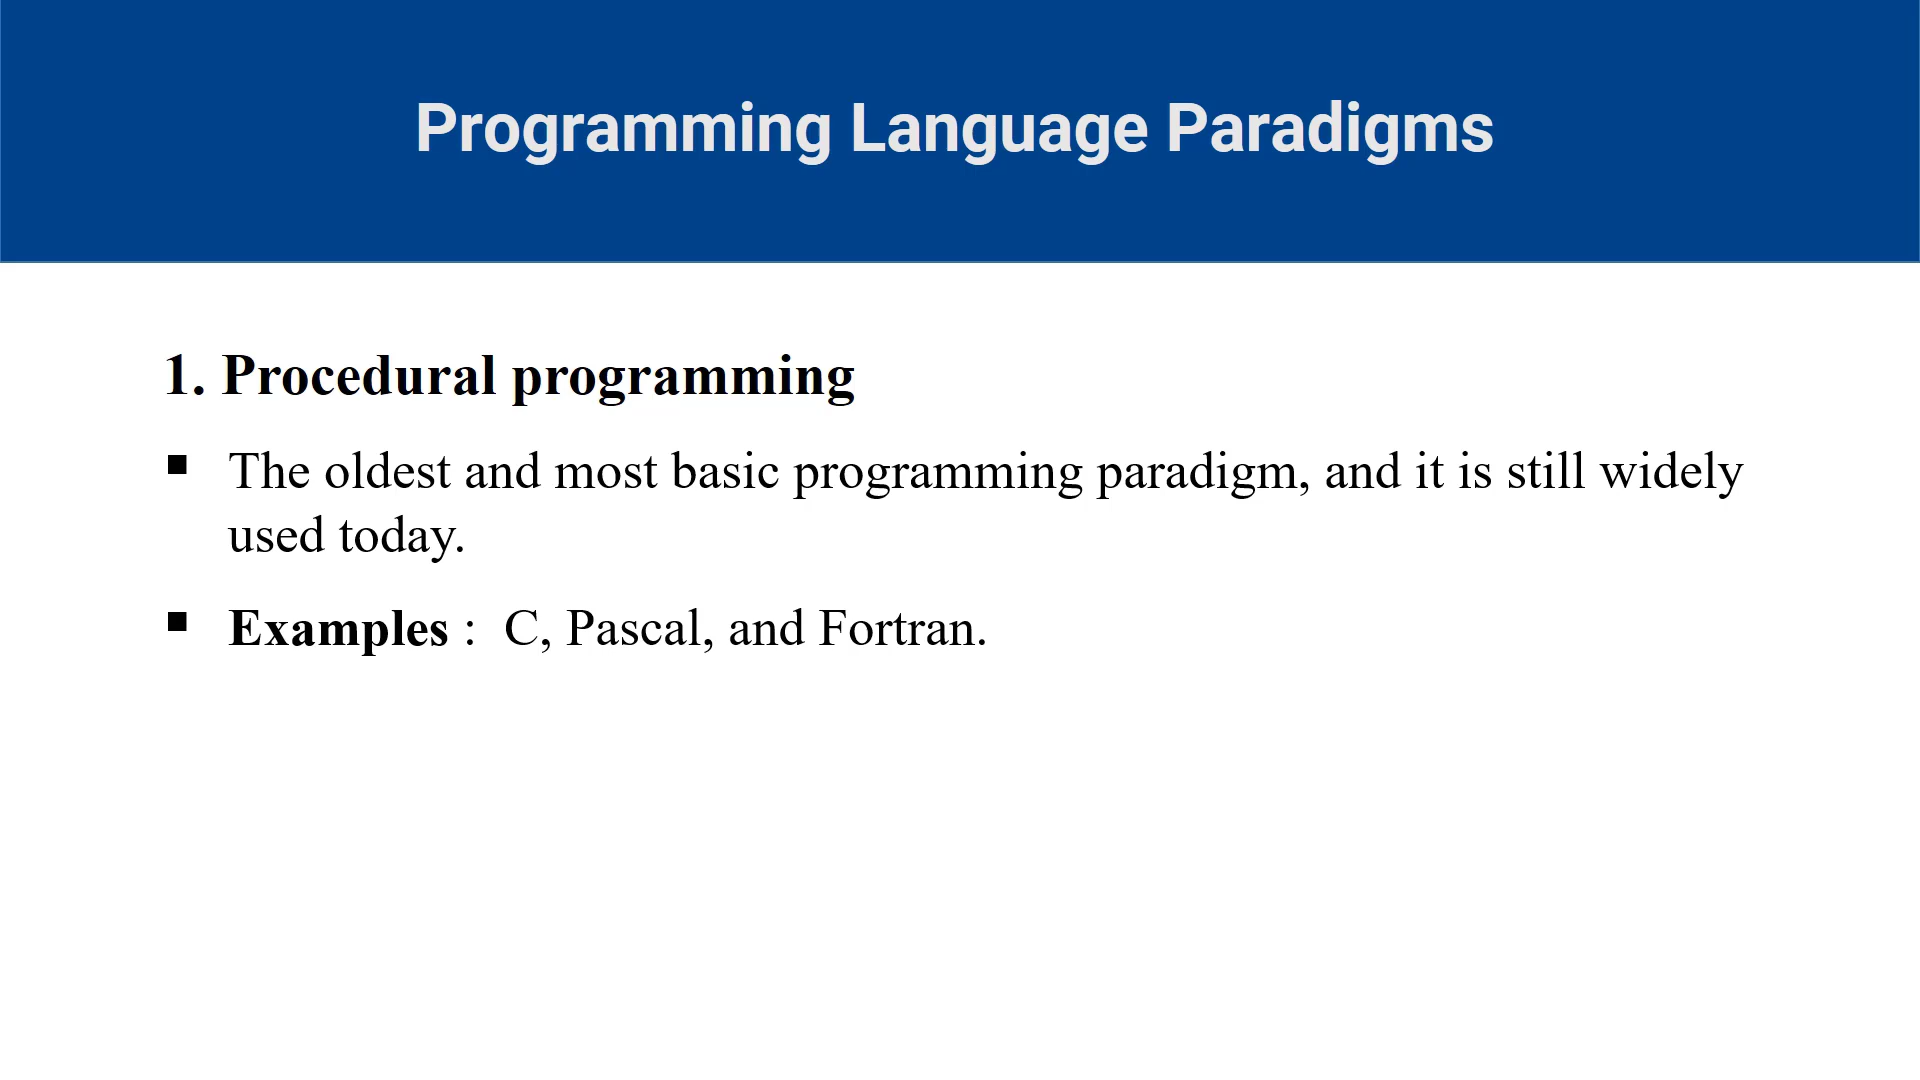 Programming Language Paradigms
1. Procedural programming
▪ The oldest and most basic programming paradigm, and it is still widely
used today.
▪ Examples :  C, Pascal, and Fortran.